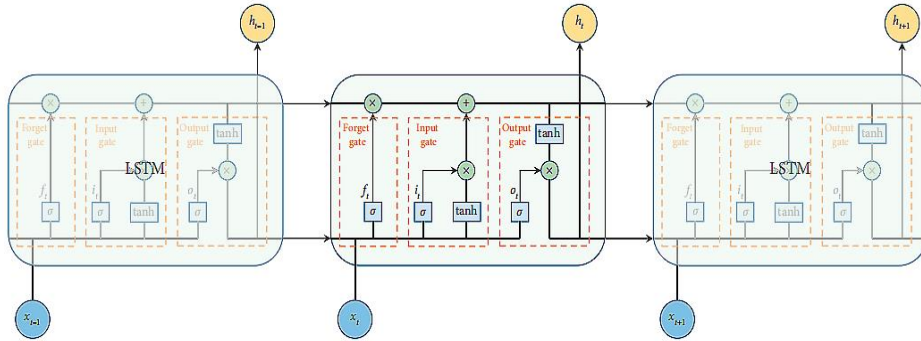 h_{t-1}
h_t
h_{t+1}
×
+
tanh
Forget
gate
Input
gate
Output
gate
LSTM
×
f_t
i_t
o_t
σ
σ
tanh
σ
×
+
tanh
Forget
gate
Input
gate
Output
gate
×
×
f_t
i_t
o_t
σ
σ
tanh
σ
×
+
tanh
Forget
gate
Input
gate
Output
gate
LSTM
×
f_t
i_t
o_t
σ
σ
tanh
σ
x_{t-1}
x_t
x_{t+1}